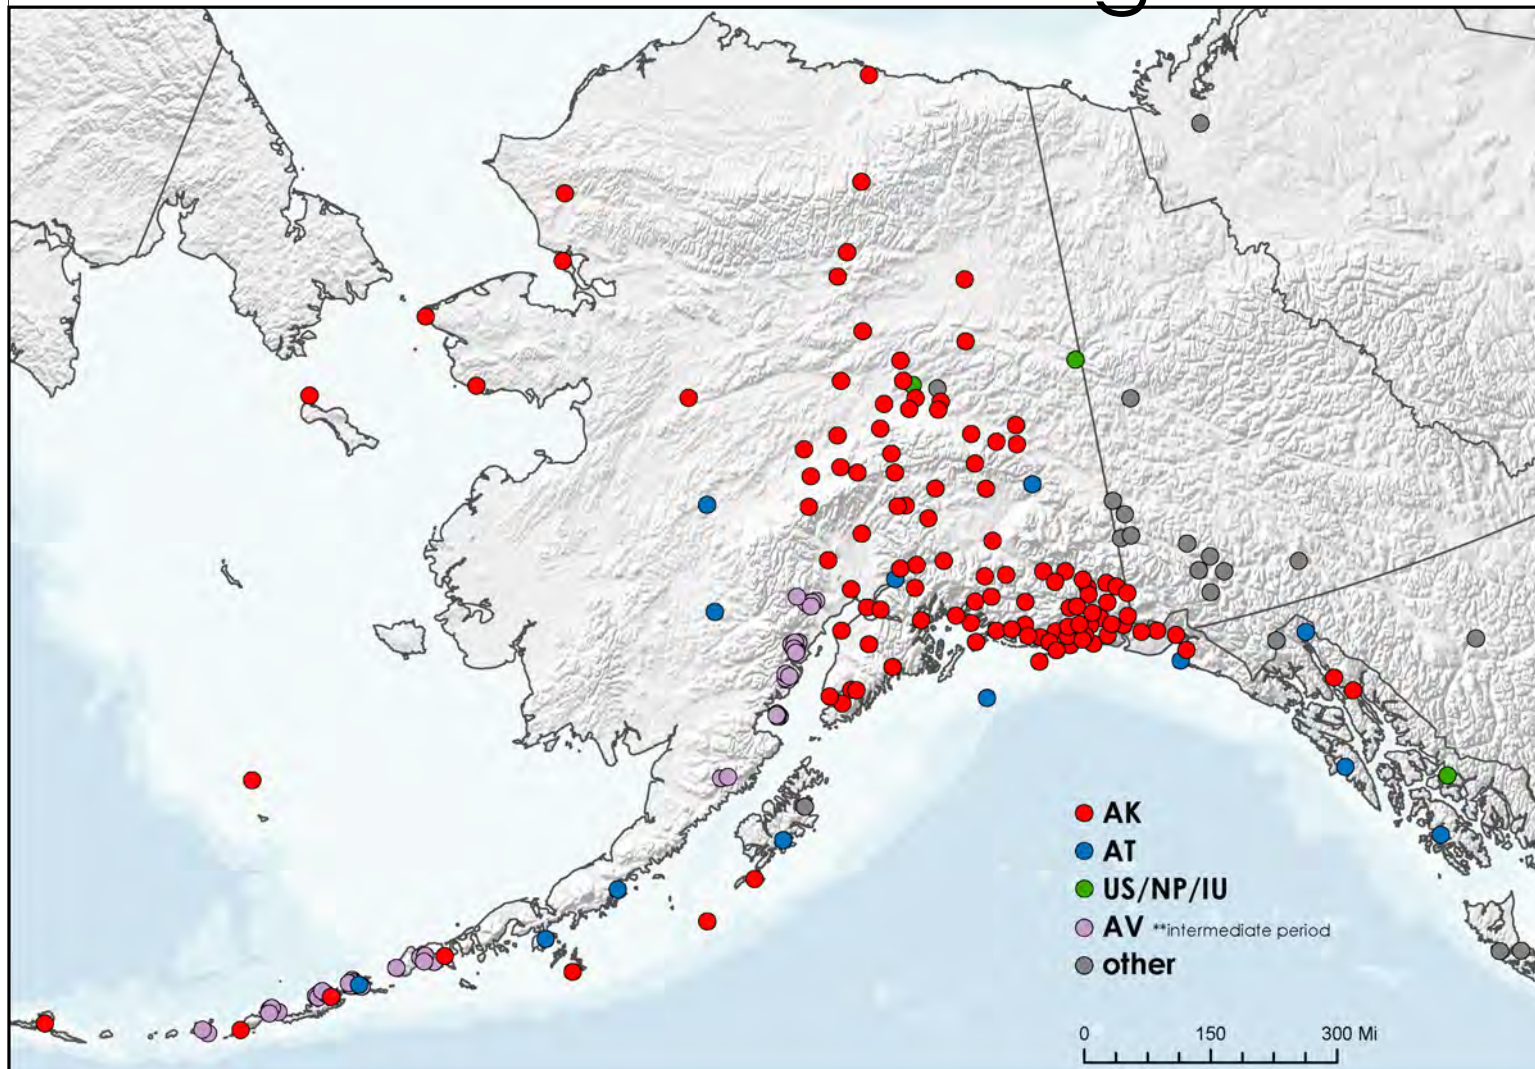 g
AK
AT
US/NP/IU
AV **intermediate period
other
0 150 300 Mi